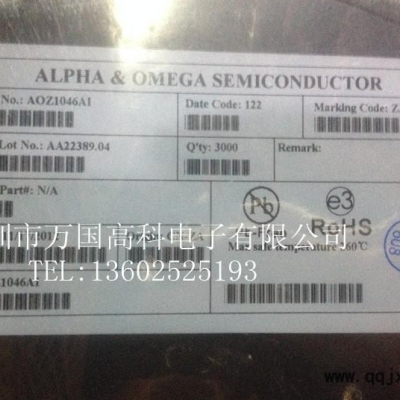 ALPHA & OMEGA SEMICONDUCTOR
No.: AOZ1046AI Date Code: 122 Marking Code: Z
Lot No.: AA22389.04 Q'ty: 3000 Remark:
Part#: N/A
Pb e3
RoHS
圳市万国高科电子有限公司
temperature 260℃
TEL:13602525193
1046AI
www.qqjx